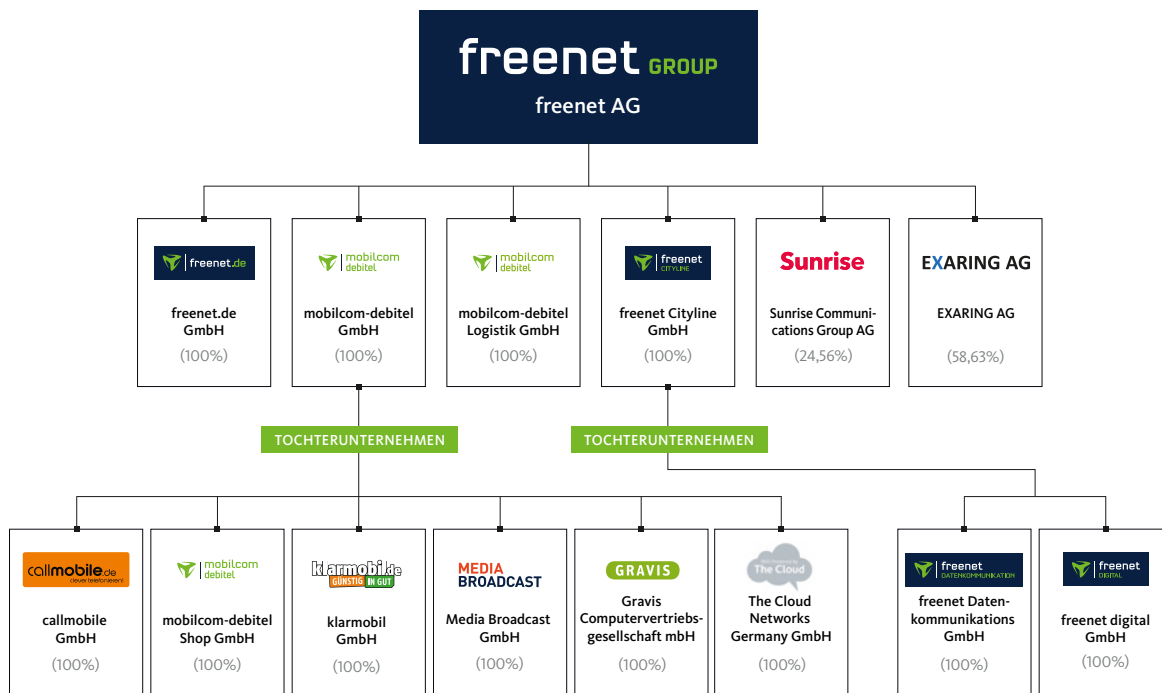 freenet GROUP
freenet AG
freenet.de
freenet.de
GmbH
(100%)
mobilcom
debitel
mobilcom-debitel
GmbH
(100%)
mobilcom
debitel
mobilcom-debitel
Logistik GmbH
(100%)
freenet
CITYLINE
freenet Cityline
GmbH
(100%)
Sunrise
Sunrise Communi-
cations Group AG
(24,56%)
EXARING AG
EXARING AG
(58,63%)
TOCHTERUNTERNEHMEN
TOCHTERUNTERNEHMEN
callmobile.de
clever telefonieren!
callmobile
GmbH
(100%)
mobilcom
debitel
mobilcom-debitel
Shop GmbH
(100%)
klarmobil.de
GÜNSTIG IN GUT
klarmobil
GmbH
(100%)
MEDIA
BROADCAST
Media Broadcast
GmbH
(100%)
GRAVIS
Gravis
Computervertriebs-
gesellschaft mbH
(100%)
The Cloud
The Cloud
Networks
Germany GmbH
(100%)
freenet
DATENKOMMUNIKATION
freenet Daten-
kommunikations
GmbH
(100%)
freenet
DIGITAL
freenet digital
GmbH
(100%)